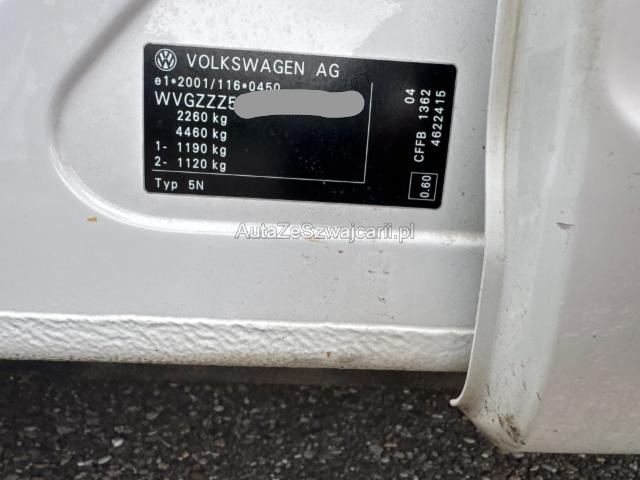 VOLKSWAGEN AG
e1*2001/116*0450
WVGZZZ5
2260 kg
4460 kg
1- 1190 kg
2- 1120 kg
Typ 5N
04
CFFB 1362
4622415
0.60
AutaZeSzwajcarii.pl